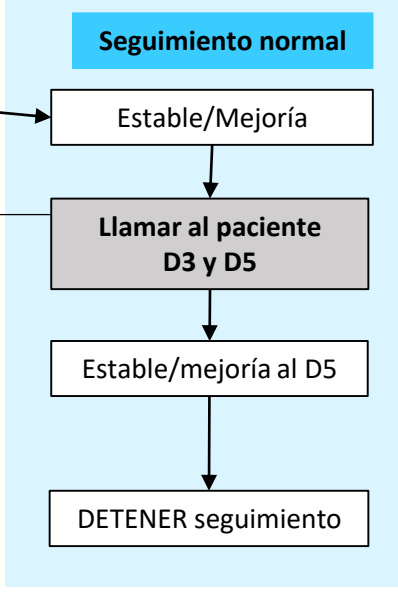 Seguimiento normal
Estable/Mejoría
Llamar al paciente
D3 y D5
Estable/mejoría al D5
DETENER seguimiento